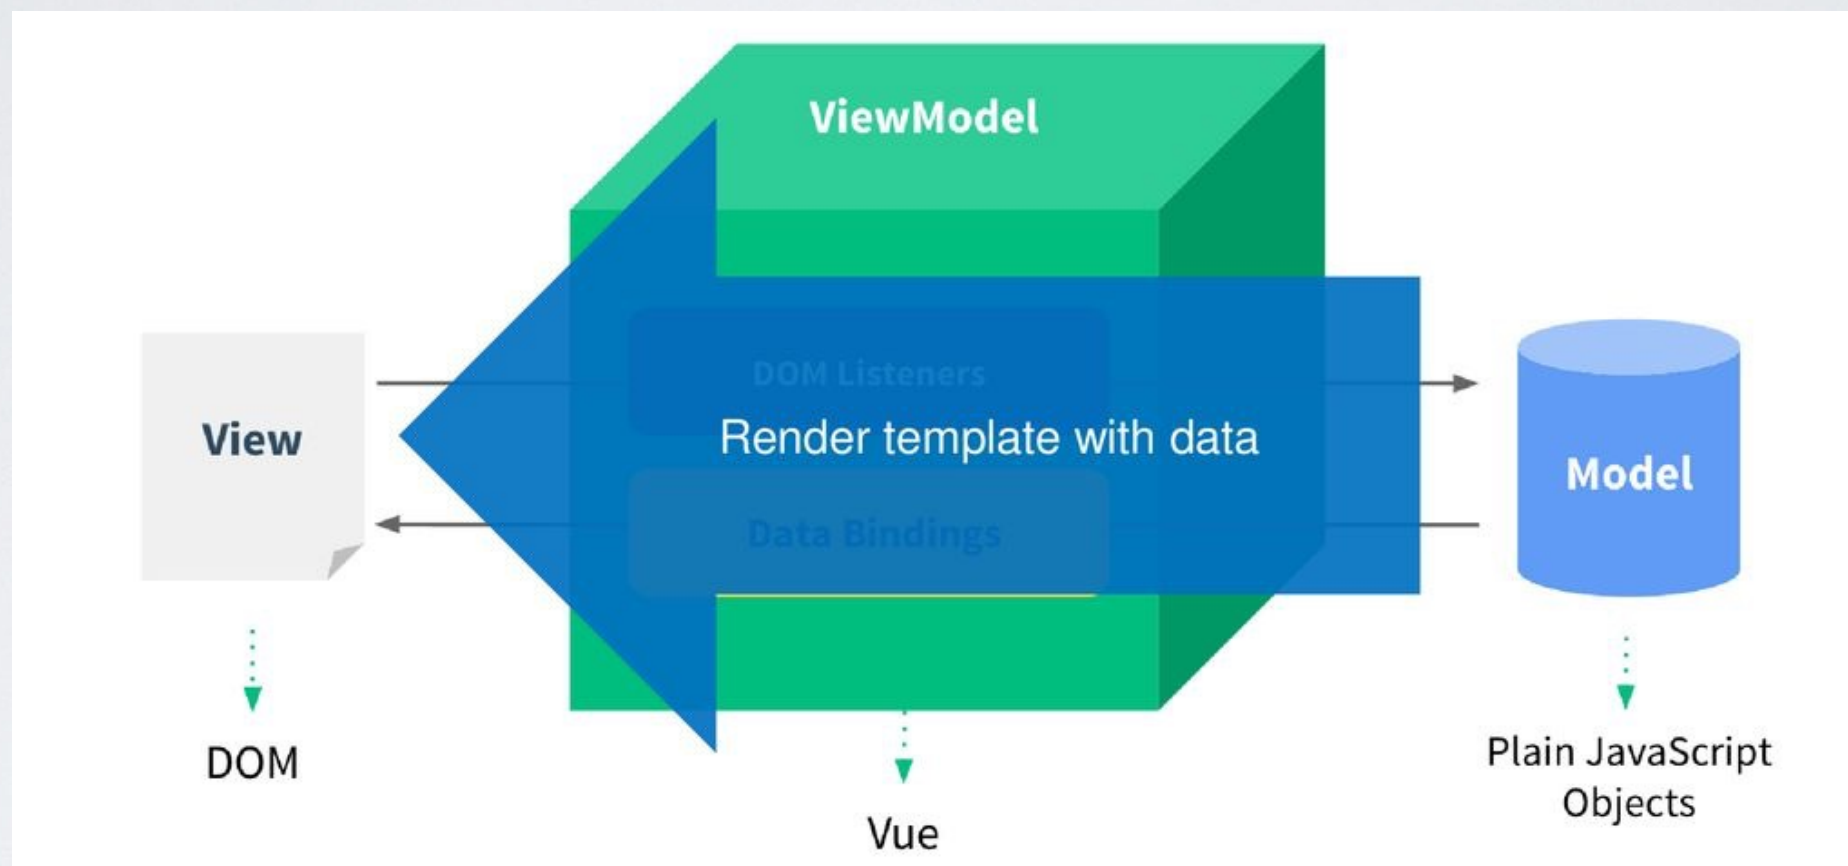 ViewModel
DOM Listeners
View
Render template with data
Model
Data Bindings
DOM
Plain JavaScript
Objects
Vue